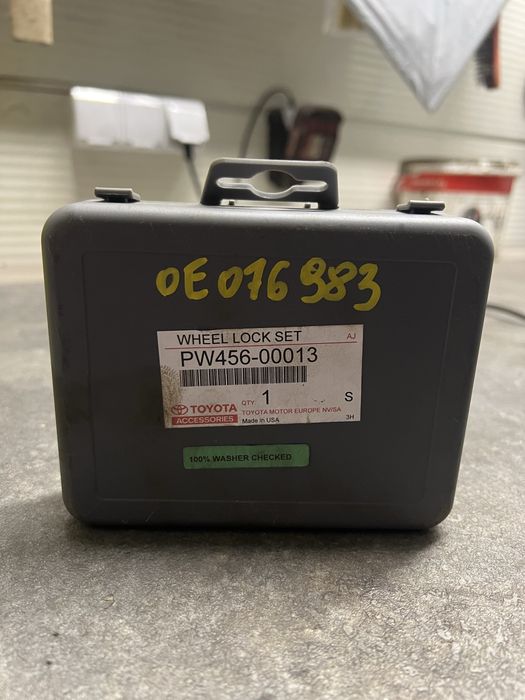 OE 076 983
WHEEL LOCK SET AJ
PW456-00013
QTY. 1 S
TOYOTA
ACCESSORIES
TOYOTA MOTOR EUROPE NV/SA
Made in USA 3H
100% WASHER CHECKED